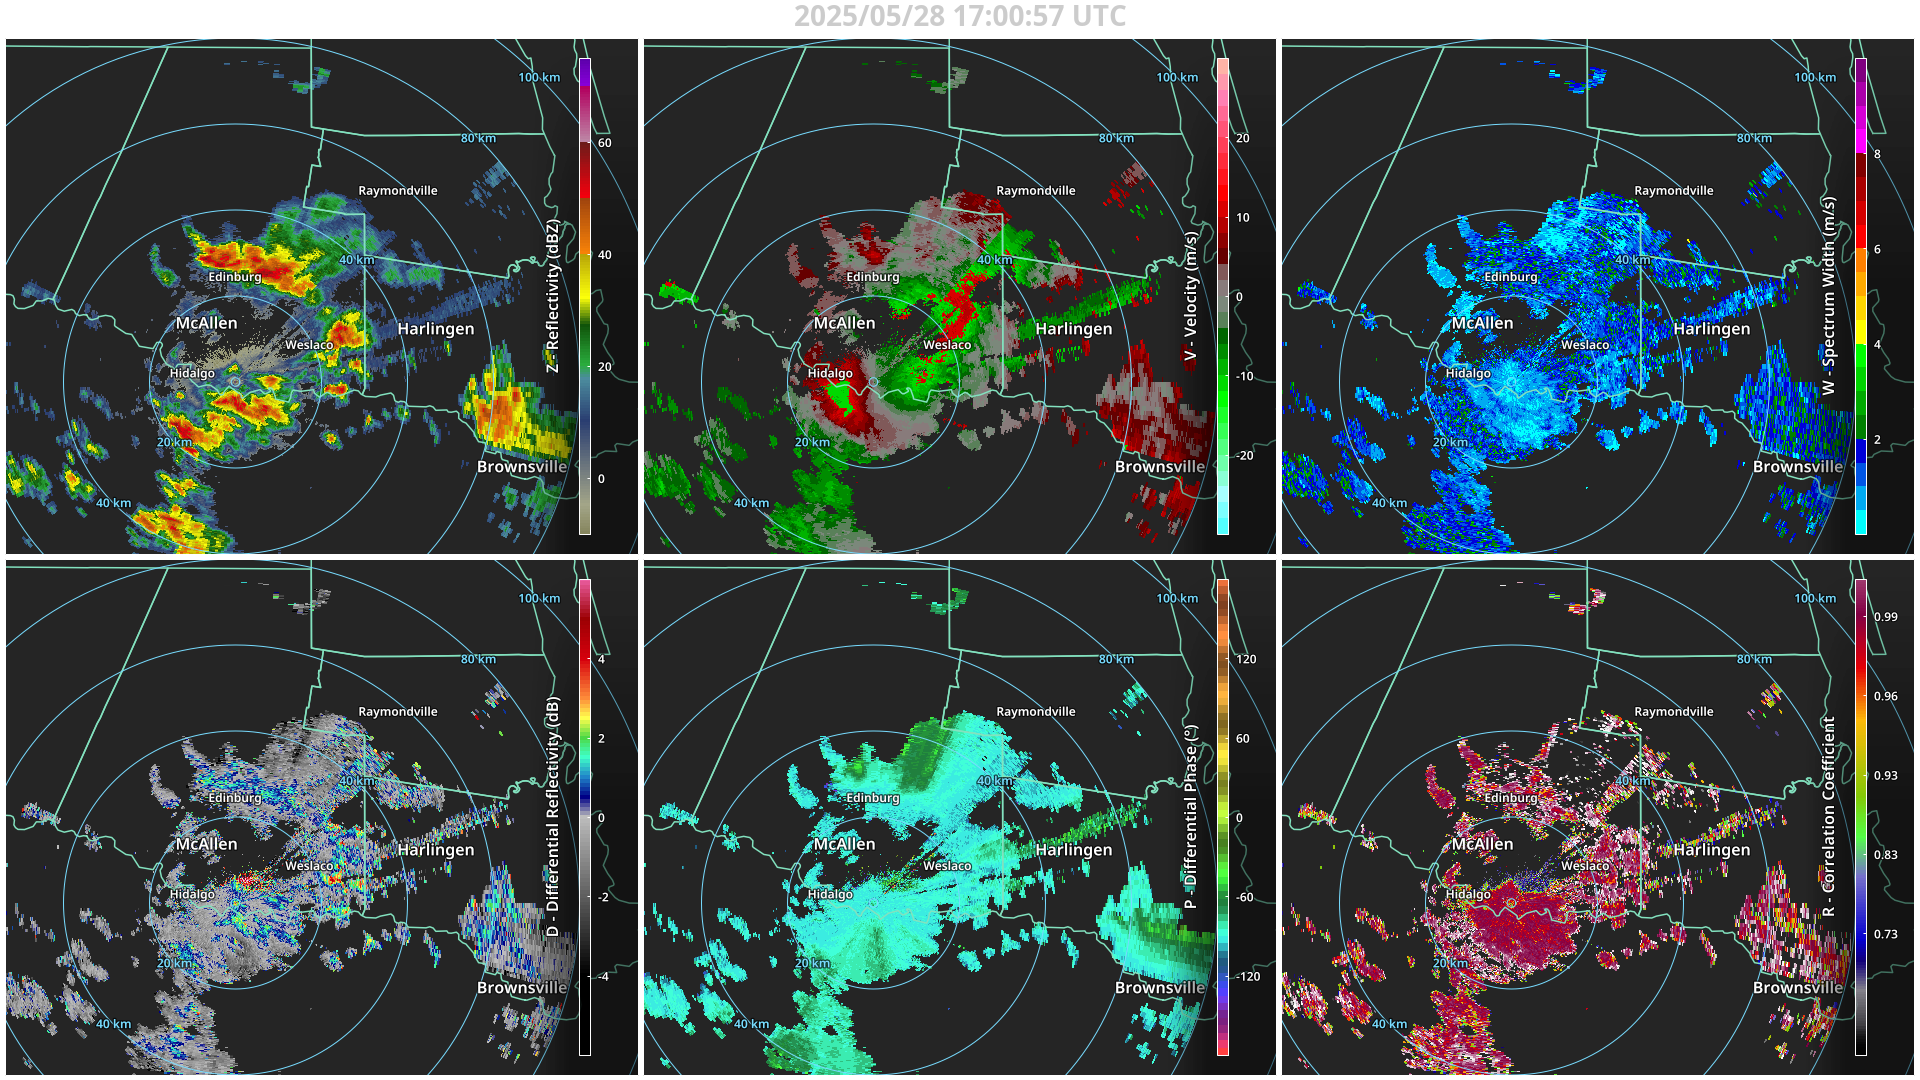 2025/05/28 17:00:57 UTC
100 km
80 km
60
Raymondville
40
40 km
Edinburg
McAllen
Harlingen
Weslaco
20
Hidalgo
20 km
Brownsville
0
40 km
Z - Reflectivity (dBZ)
100 km
80 km
20
Raymondville
10
40 km
Edinburg
0
McAllen
Harlingen
Weslaco
Hidalgo
-10
20 km
-20
Brownsville
40 km
V - Velocity (m/s)
100 km
80 km
8
Raymondville
6
40 km
Edinburg
McAllen
Harlingen
4
Weslaco
Hidalgo
20 km
2
Brownsville
40 km
W - Spectrum Width (m/s)
100 km
80 km
4
Raymondville
2
40 km
Edinburg
0
McAllen
Harlingen
Weslaco
Hidalgo
-2
20 km
-4
Brownsville
40 km
D - Differential Reflectivity (dB)
100 km
80 km
120
Raymondville
60
40 km
Edinburg
0
McAllen
Harlingen
Weslaco
Hidalgo
-60
20 km
-120
Brownsville
40 km
P - Differential Phase (°)
100 km
0.99
80 km
0.96
Raymondville
0.93
40 km
Edinburg
McAllen
Harlingen
0.83
Weslaco
Hidalgo
0.73
20 km
Brownsville
40 km
R - Correlation Coefficient